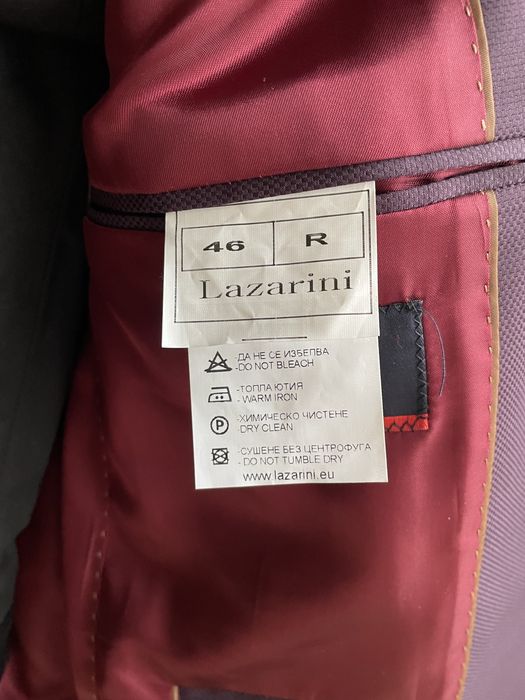 46 R
Lazarini
ДА НЕ СЕ ИЗБЕЛВА
-DO NOT BLEACH
-ТОПЛА ЮТИЯ
- WARM IRON
P
-ХИМИЧЕСКО ЧИСТЕНЕ
-DRY CLEAN
-СУШЕНЕ БЕЗ ЦЕНТРОФУГА
- DO NOT TUMBLE DRY
www.lazarini.eu